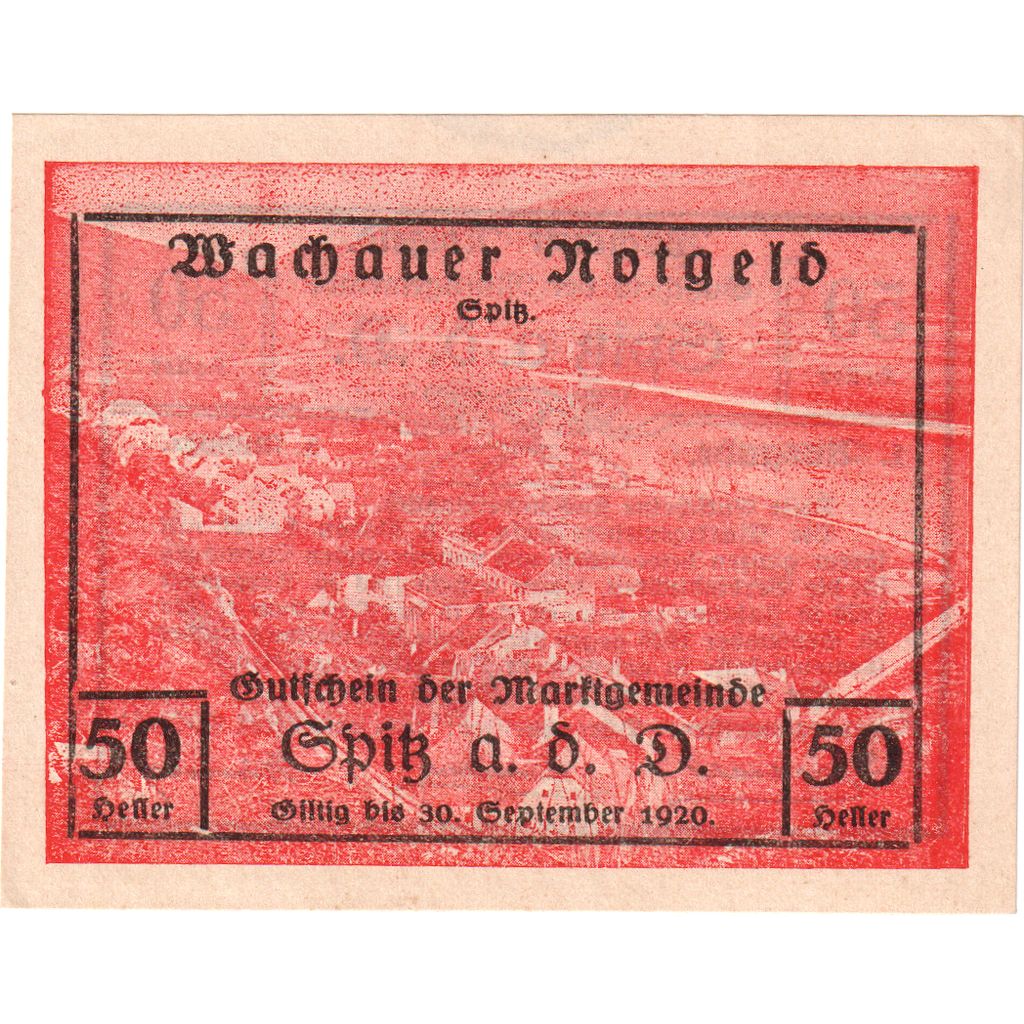 Wachauer Notgeld
Spitz.
Gutschein der Marktgemeinde
Spitz a. d. D.
Giltig bis 30. September 1920.
50
Heller
50
Heller